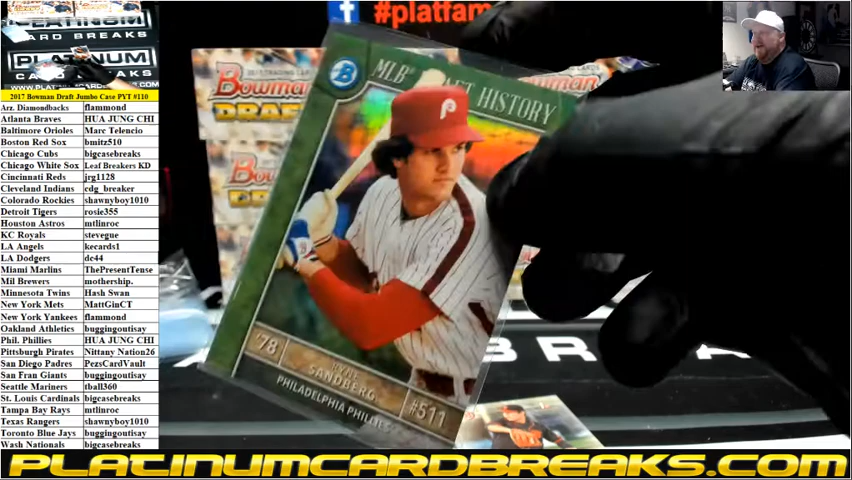 #platfam
PLATINUM
CARD BREAKS
2017 Bowman Draft Jumbo Case PYT #110
Arz. Diamondbacks flammond
Atlanta Braves HUA JUNG CHI
Baltimore Orioles Marc Telencio
Boston Red Sox bmitz510
Chicago Cubs bigcasebreaks
Chicago White Sox Leaf Breakers KD
Cincinnati Reds jrg1128
Cleveland Indians cdg_breaker
Colorado Rockies shawnyboy1010
Detroit Tigers rosie355
Houston Astros mtlinroc
KC Royals stevegue
LA Angels kecards1
LA Dodgers dc44
Miami Marlins ThePresentTense
Mil Brewers mothership.
Minnesota Twins Hash Swan
New York Mets MattGinCT
New York Yankees flammond
Oakland Athletics buggingoutisay
Phil. Phillies HUA JUNG CHI
Pittsburgh Pirates Nittany Nation26
San Diego Padres PezsCardVault
San Fran Giants buggingoutisay
Seattle Mariners tball360
St. Louis Cardinals bigcasebreaks
Tampa Bay Rays mtlinroc
Texas Rangers shawnyboy1010
Toronto Blue Jays buggingoutisay
Wash Nationals bigcasebreaks
Bowman
DRAFT
MLB HISTORY
'78
RYNE
SANDBERG
PHILADELPHIA PHILLIES
#511
PLATINUMCARDBREAKS.COM